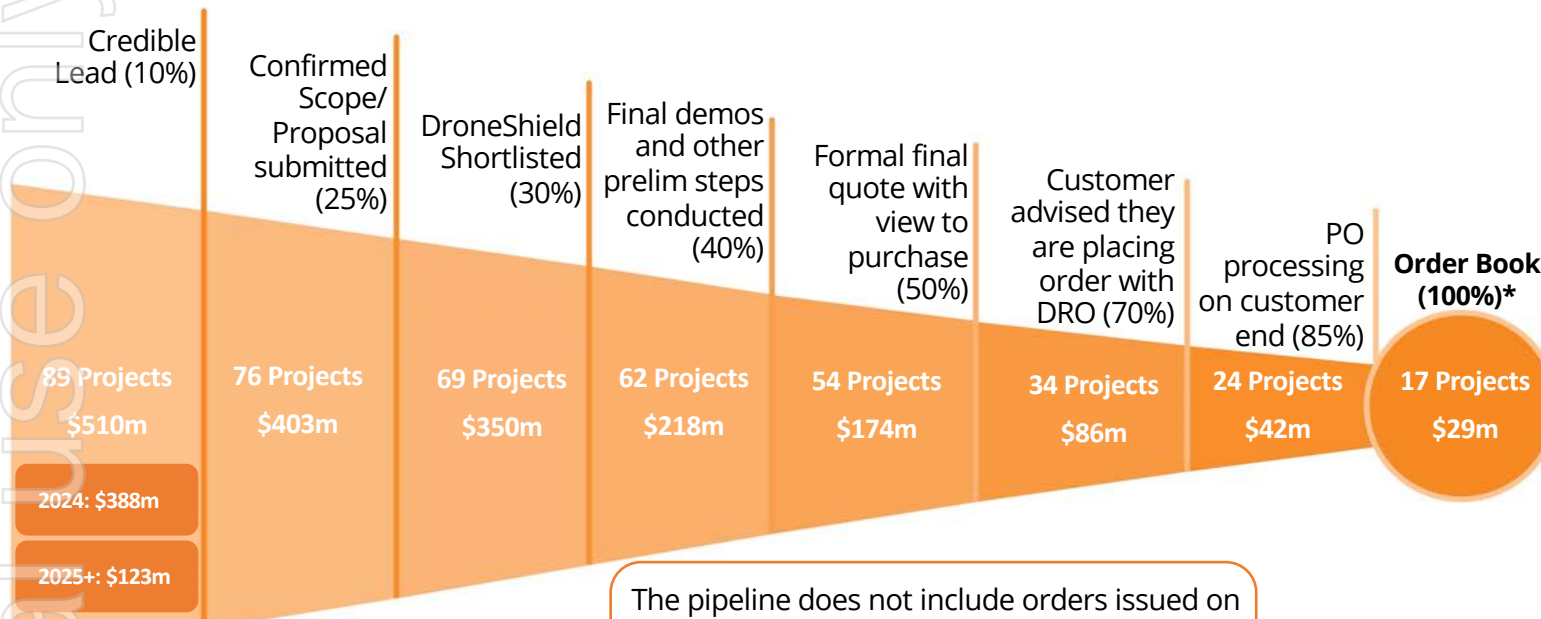 Credible
Lead (10%)
Confirmed
Scope/
Proposal
submitted
(25%)
DroneShield
Shortlisted
(30%)
Final demos
and other
prelim steps
conducted
(40%)
Formal final
quote with
view to
purchase
(50%)
Customer
advised they
are placing
order with
DRO (70%)
PO
processing
on customer
end (85%)
Order Book
(100%)*
89 Projects
$510m
76 Projects
$403m
69 Projects
$350m
62 Projects
$218m
54 Projects
$174m
34 Projects
$86m
24 Projects
$42m
17 Projects
$29m
2024: $388m
2025+: $123m
The pipeline does not include orders issued on
use only